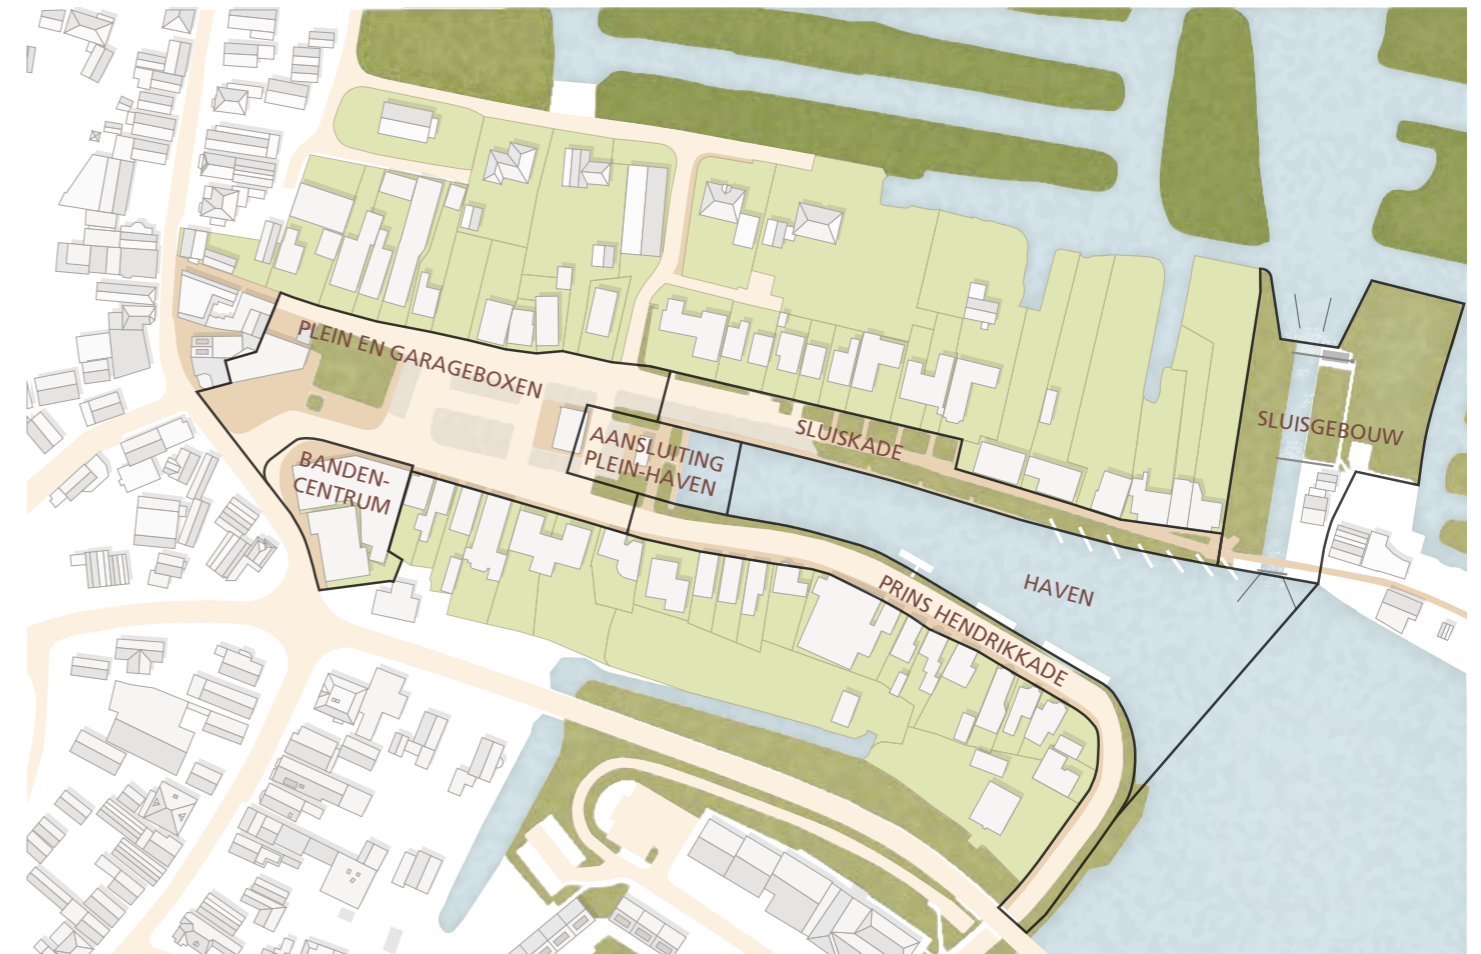 PLEIN EN GARAGEBOXEN
SLUISKADE
SLUISGEBOUW
AANSLUITING
PLEIN-HAVEN
BANDEN-
CENTRUM
HAVEN
PRINS HENDRIKKADE